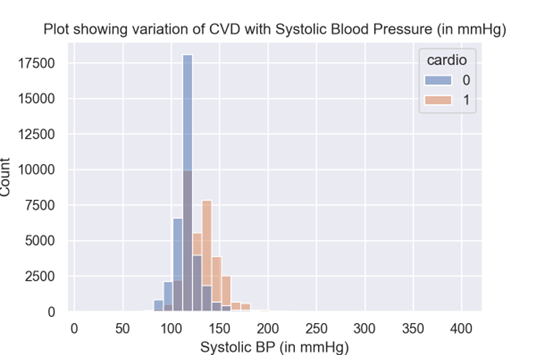 Plot showing variation of CVD with Systolic Blood Pressure (in mmHg)
cardio
0
1
17500
15000
12500
10000
7500
5000
2500
0
Count
0 50 100 150 200 250 300 350 400
Systolic BP (in mmHg)